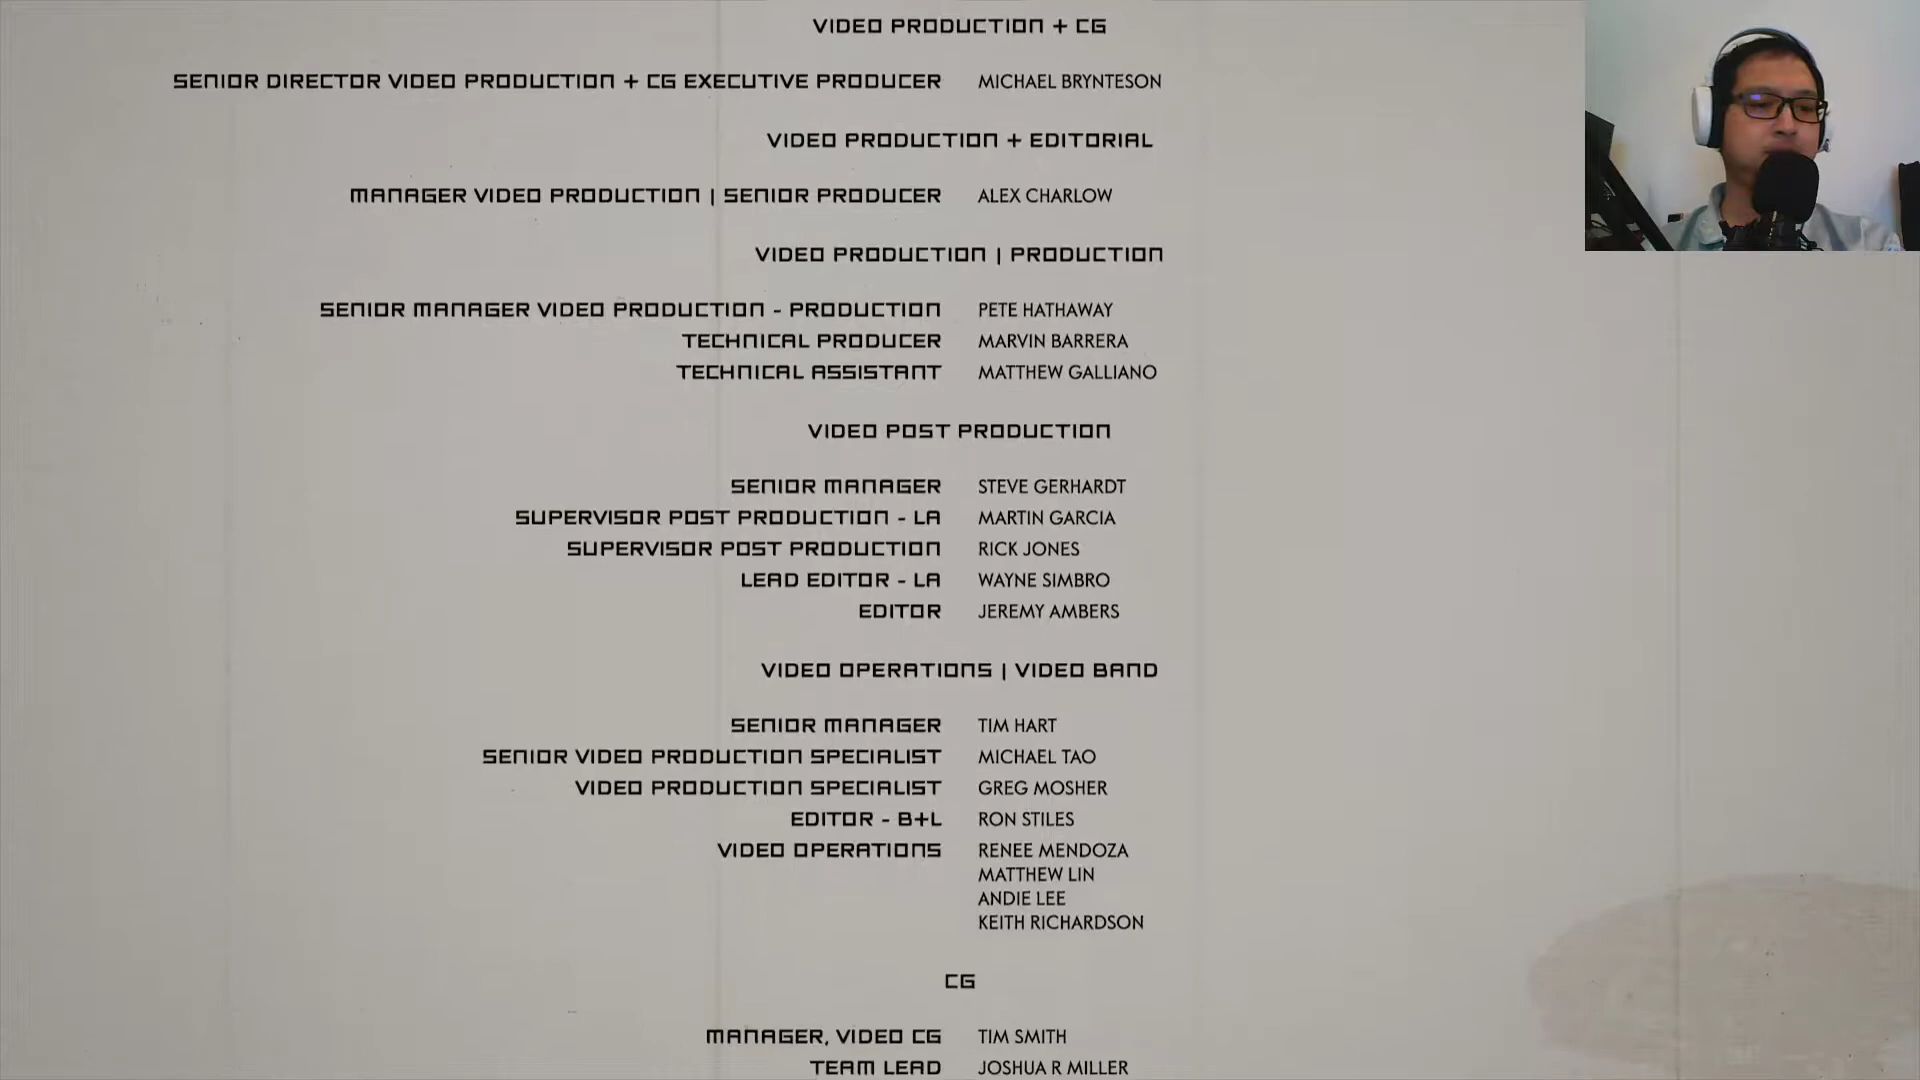 VIDEO PRODUCTION + CG
SENIOR DIRECTOR VIDEO PRODUCTION + CG EXECUTIVE PRODUCER MICHAEL BRYNTESON
VIDEO PRODUCTION + EDITORIAL
MANAGER VIDEO PRODUCTION | SENIOR PRODUCER ALEX CHARLOW
VIDEO PRODUCTION | PRODUCTION
SENIOR MANAGER VIDEO PRODUCTION - PRODUCTION PETE HATHAWAY
TECHNICAL PRODUCER MARVIN BARRERA
TECHNICAL ASSISTANT MATTHEW GALLIANO
VIDEO POST PRODUCTION
SENIOR MANAGER STEVE GERHARDT
SUPERVISOR POST PRODUCTION - LA MARTIN GARCIA
SUPERVISOR POST PRODUCTION RICK JONES
LEAD EDITOR - LA WAYNE SIMBRO
EDITOR JEREMY AMBERS
VIDEO OPERATIONS | VIDEO BAND
SENIOR MANAGER TIM HART
SENIOR VIDEO PRODUCTION SPECIALIST MICHAEL TAO
VIDEO PRODUCTION SPECIALIST GREG MOSHER
EDITOR - B+L RON STILES
VIDEO OPERATIONS RENEE MENDOZA
MATTHEW LIN
ANDIE LEE
KEITH RICHARDSON
CG
MANAGER, VIDEO CG TIM SMITH
TEAM LEAD JOSHUA R MILLER